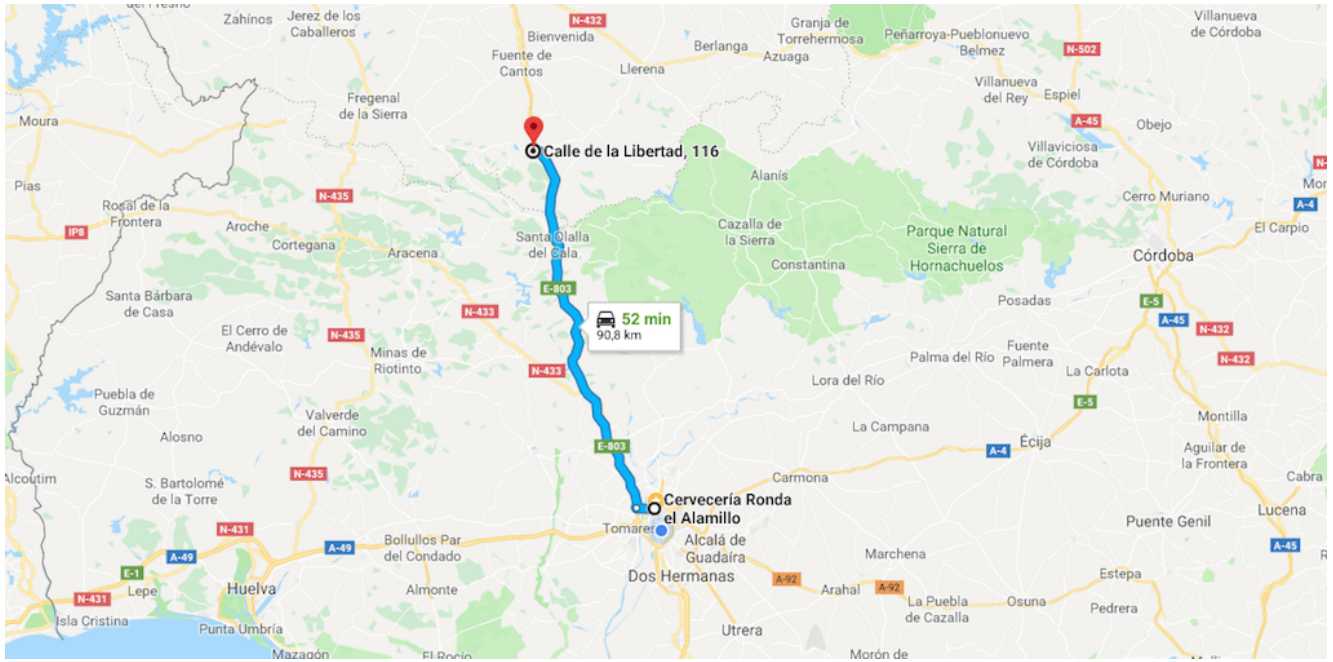 Zahínos
Jerez de los
Caballeros
N-432
Bienvenida
Granja de
Torrehermosa
Peñarroya-Pueblonuevo
Belmez
Villanueva
de Córdoba
N-502
Fuente de
Cantos
Berlanga
Azuaga
Llerena
Villanueva
del Rey
Espiel
Fregenal
de la Sierra
Moura
A-45
Obejo
Calle de la Libertad, 116
Villaviciosa
de Córdoba
Pías
Alanís
N-435
Cerro Muriano
A-4
Rosal de la
Frontera
IP8
Aroche
Cortegana
Aracena
Santa Olalla
del Cala
Cazalla de
la Sierra
Parque Natural
Sierra de
Hornachuelos
El Carpio
Córdoba
Constantina
E-803
Santa Bárbara
de Casa
N-433
52 min
90,8 km
Posadas
E-5
A-45
N-432
El Cerro de
Andévalo
N-435
Minas de
Riotinto
N-433
Palma del Río
Fuente
Palmera
N-432
La Carlota
Lora del Río
Puebla de
Guzmán
Valverde
del Camino
E-5
Montilla
Alosno
E-803
La Campana
A-4
Écija
Aguilar de
la Frontera
Alcoutim
N-435
S. Bartolomé
de la Torre
Carmona
Cabra
Cervecería Ronda
el Alamillo
Lucena
N-431
Tomares
Puente Genil
A-49
A-49
Bollullos Par
del Condado
Alcalá de
Guadaíra
Marchena
A-45
E-1
Lepe
Huelva
Almonte
Dos Hermanas
A-92
Arahal
A-92
Estepa
N-431
Isla Cristina
La Puebla
de Cazalla
Osuna
Pedrera
Punta Umbría
Utrera
Mazagón
El Rocío
Morón de